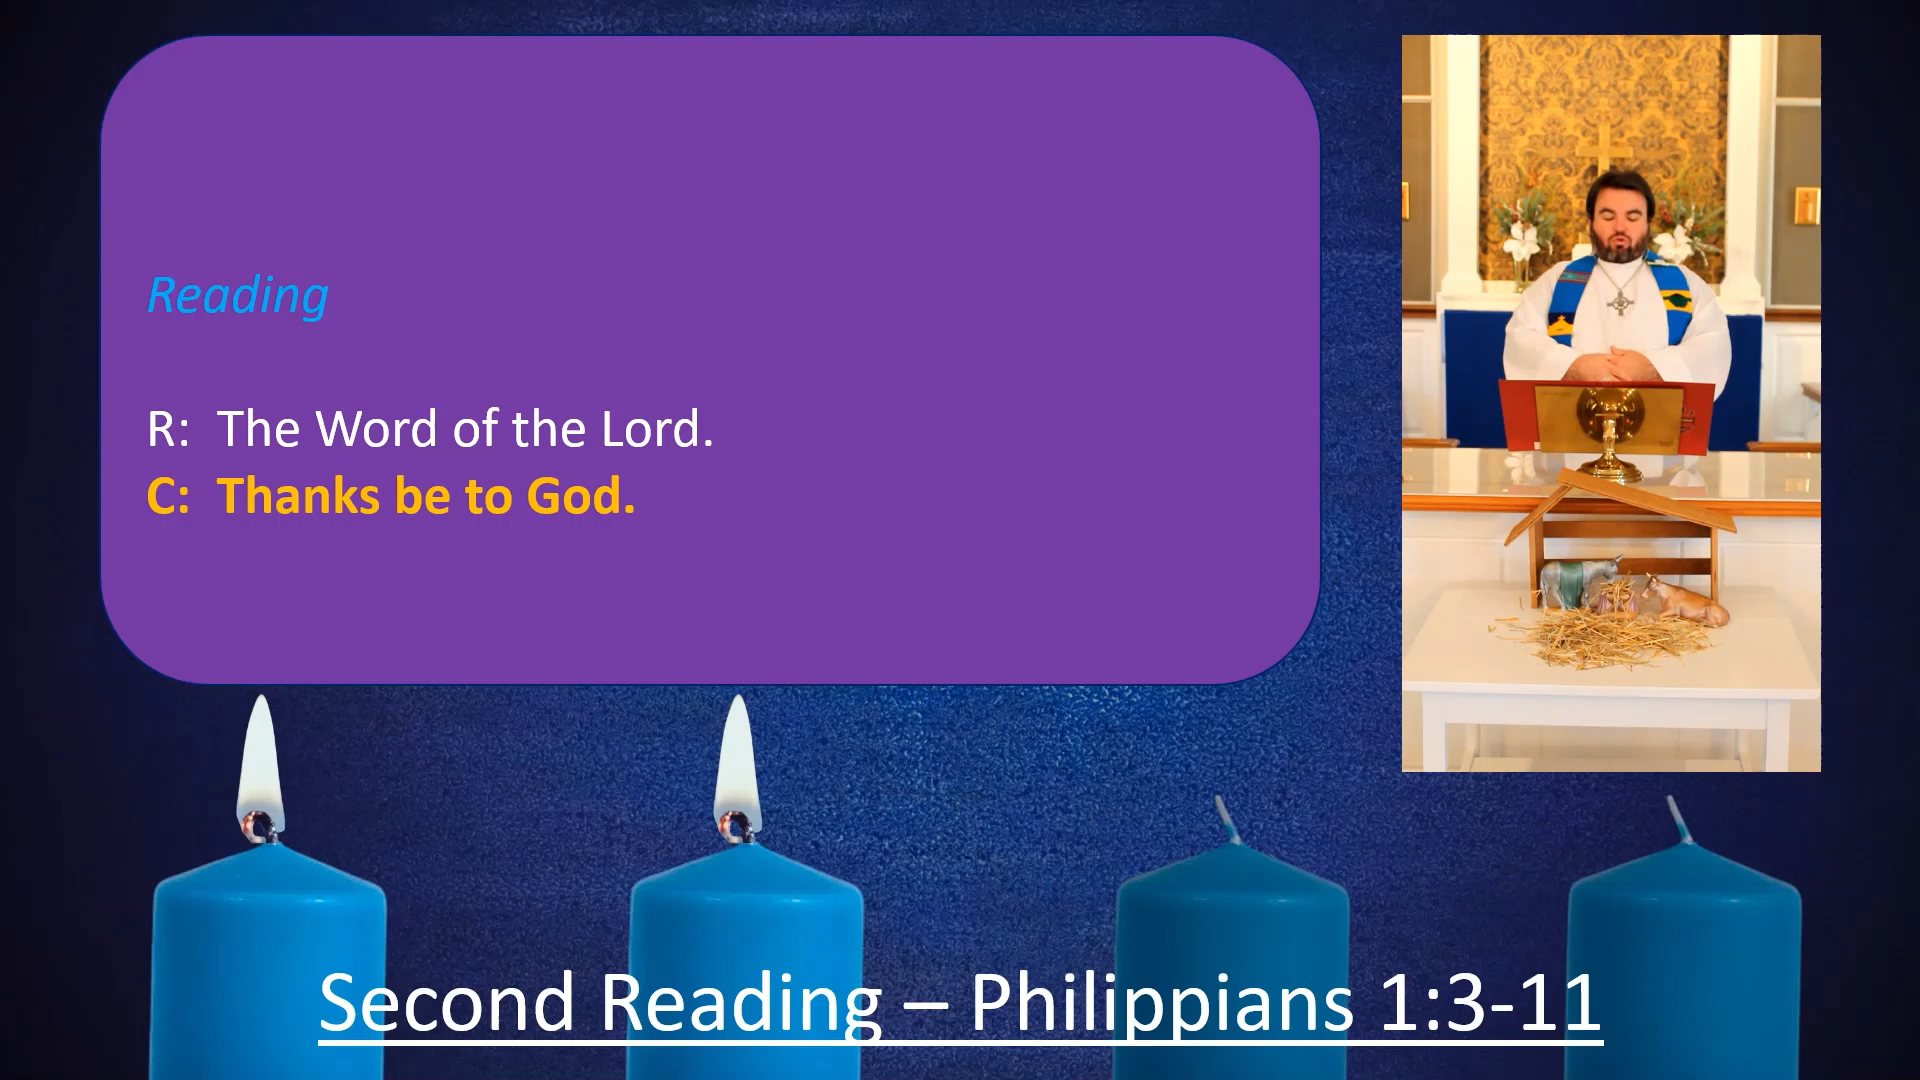 Reading
R: The Word of the Lord.
C: Thanks be to God.
Second Reading – Philippians 1:3-11